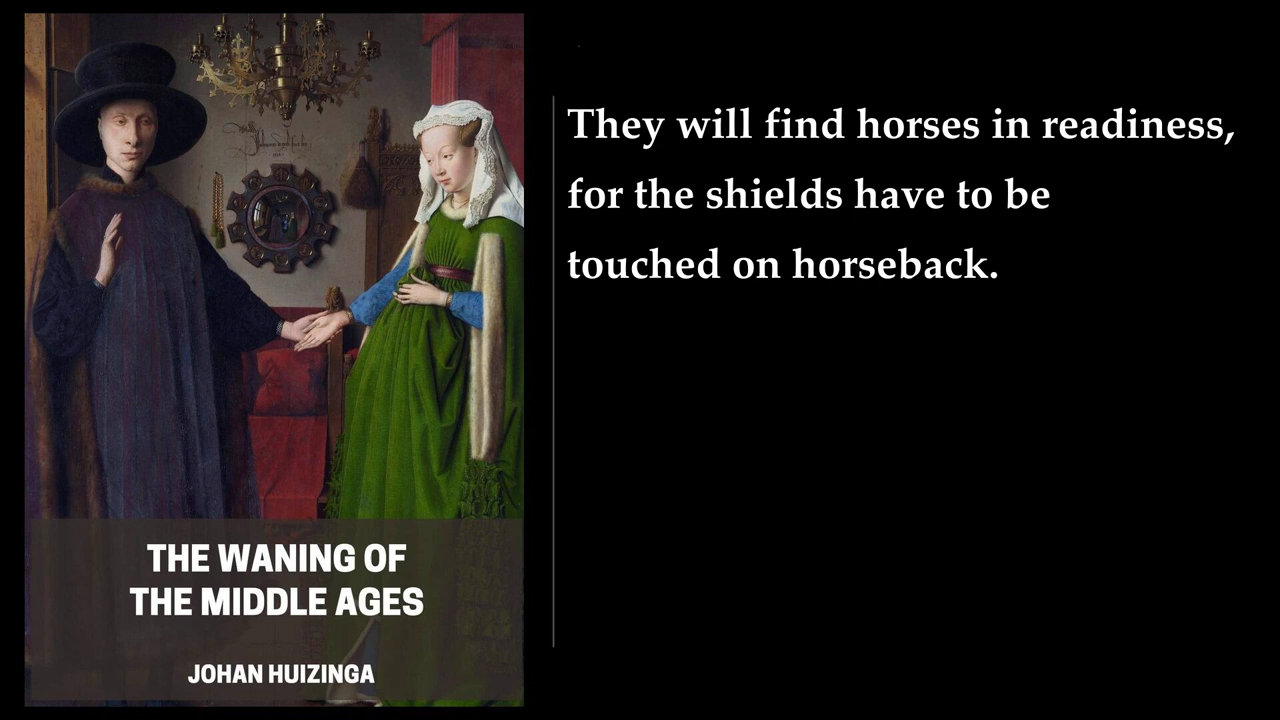 THE WANING OF
THE MIDDLE AGES
JOHAN HUIZINGA
They will find horses in readiness,
for the shields have to be
touched on horseback.